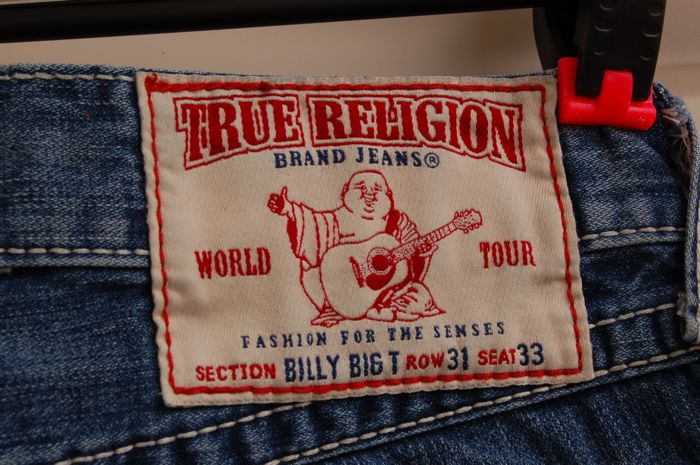 TRUE RELIGION
BRAND JEANS®
WORLD TOUR
FASHION FOR THE SENSES
SECTION BILLY BIG T ROW 31 SEAT 33